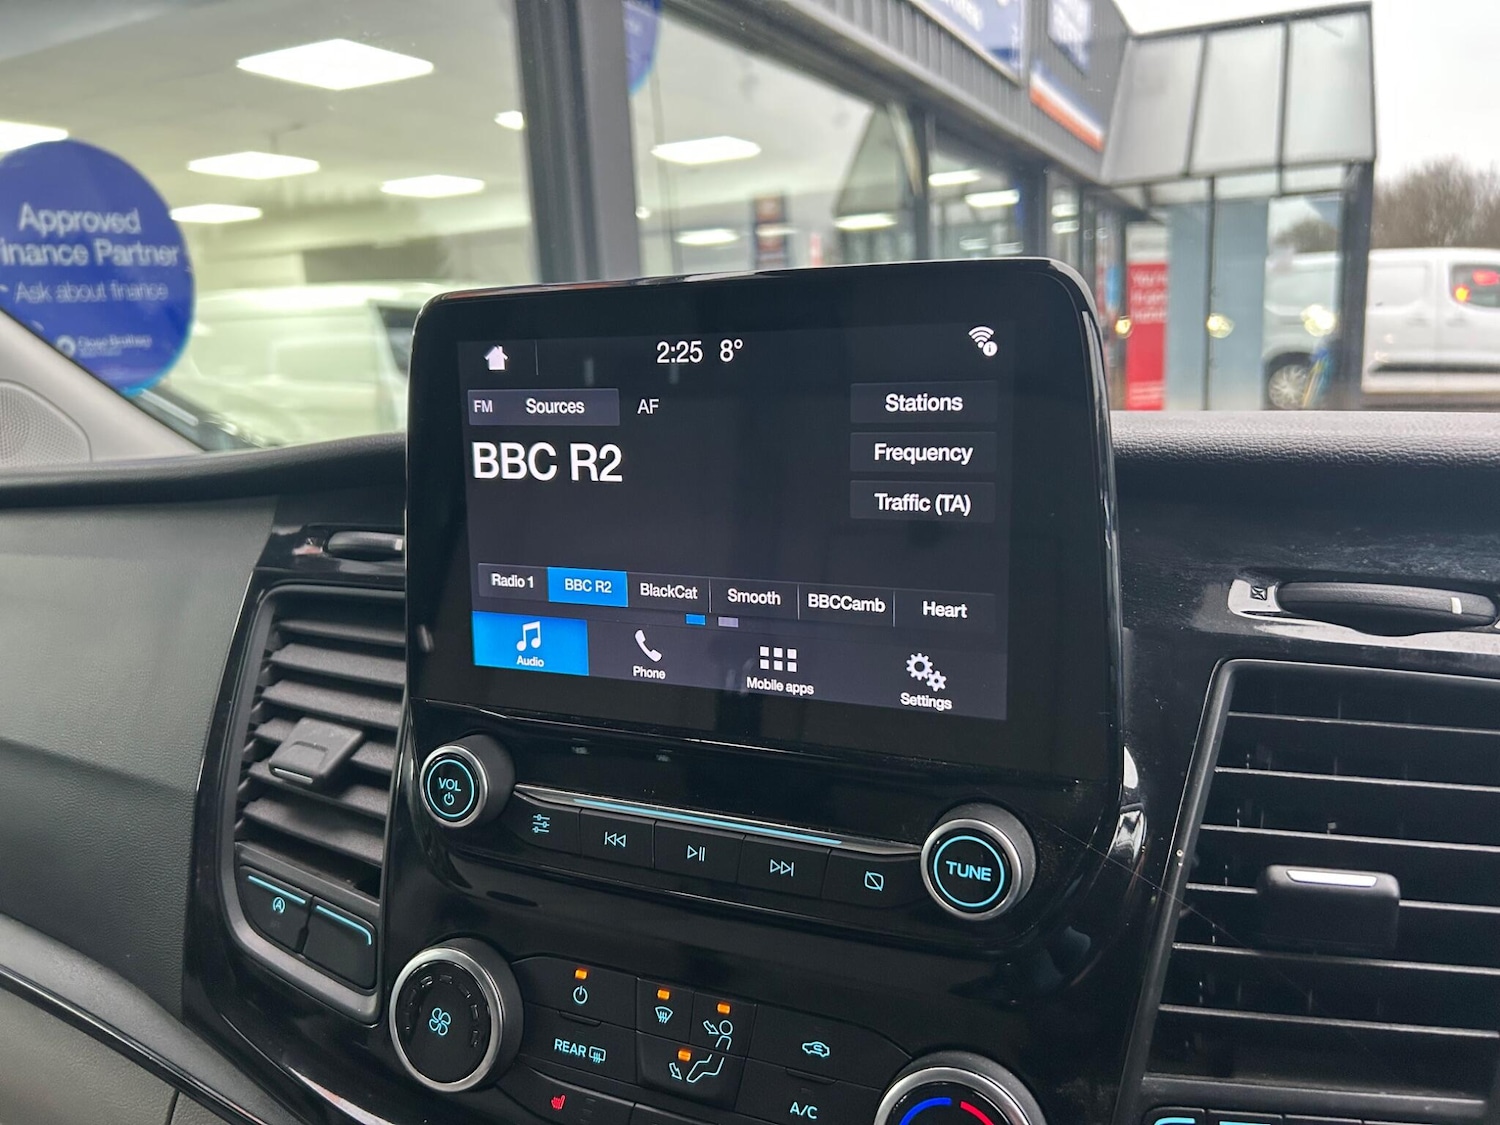 Approved
Finance Partner
Ask about finance
2:25 8°
FM Sources AF
Stations
BBC R2
Frequency
Traffic (TA)
Radio 1 BBC R2 BlackCat Smooth BBCCamb Heart
Audio Phone Mobile apps Settings
VOL
TUNE
REAR
A/C